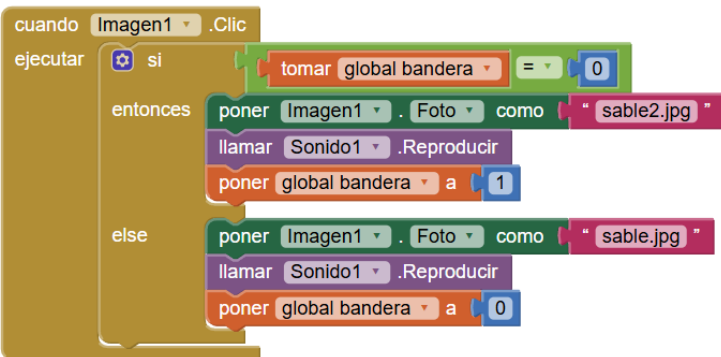 cuando Imagen1 .Clic
ejecutar si tomar global bandera = 0
entonces poner Imagen1 . Foto como " sable2.jpg "
llamar Sonido1 .Reproducir
poner global bandera a 1
else poner Imagen1 . Foto como " sable.jpg "
llamar Sonido1 .Reproducir
poner global bandera a 0